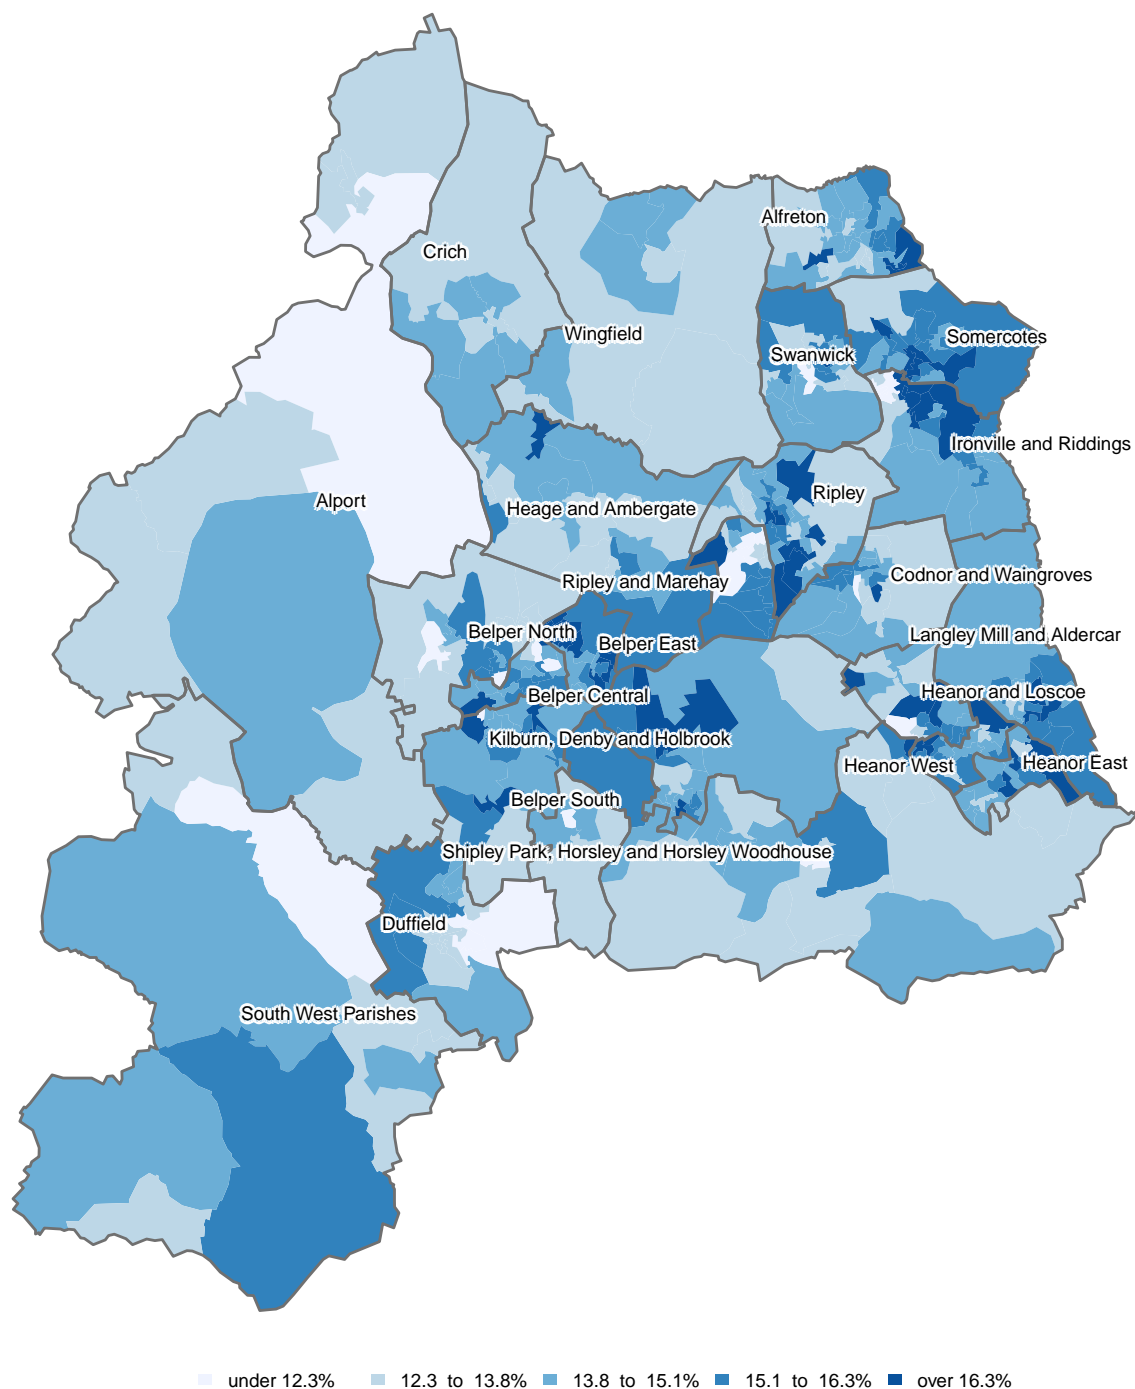 Alfreton
Crich
Wingfield
Somercotes
Swanwick
Ironville and Riddings
Ripley
Alport
Heage and Ambergate
Codnor and Waingroves
Ripley and Marehay
Belper North
Langley Mill and Aldercar
Belper East
Heanor and Loscoe
Belper Central
Kilburn, Denby and Holbrook
Heanor East
Heanor West
Belper South
Shipley Park, Horsley and Horsley Woodhouse
Duffield
South West Parishes
under 12.3% 12.3 to 13.8% 13.8 to 15.1% 15.1 to 16.3% over 16.3%